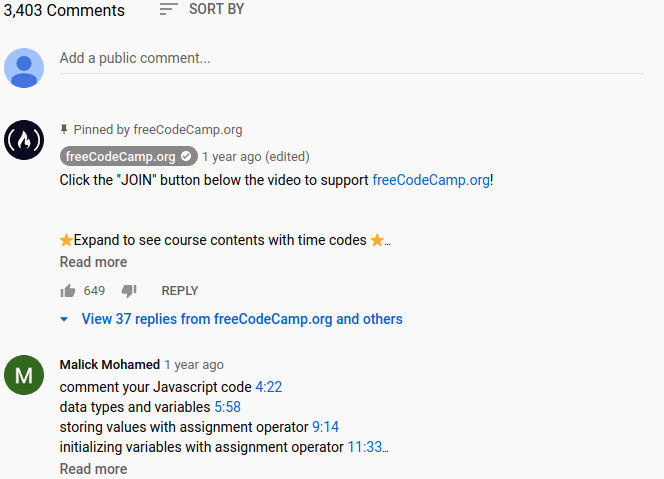 3,403 Comments SORT BY
Add a public comment...
Pinned by freeCodeCamp.org
freeCodeCamp.org 1 year ago (edited)
Click the "JOIN" button below the video to support freeCodeCamp.org!
⭐Expand to see course contents with time codes ⭐...
Read more
649 REPLY
View 37 replies from freeCodeCamp.org and others
M
Malick Mohamed 1 year ago
comment your Javascript code 4:22
data types and variables 5:58
storing values with assignment operator 9:14
initializing variables with assignment operator 11:33...
Read more